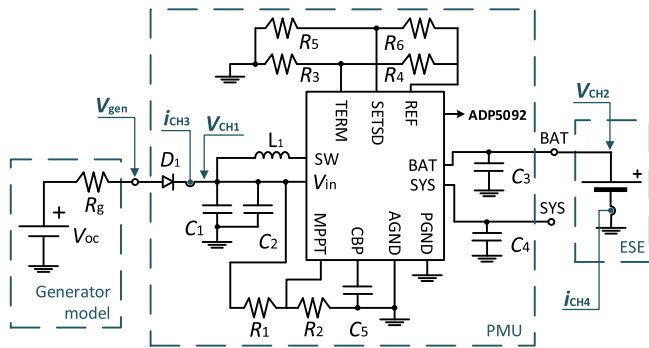 R5
R6
R3
R4
Vgen
iCH3
VCH1
TERM
SETSD
REF
ADP5092
VCH2
D1
L1
SW
Vin
BAT
SYS
BAT
C3
+
Rg
+
Voc
C1
C2
MPPT
CBP
AGND
PGND
C4
SYS
ESE
Generator
model
R1
R2
C5
PMU
iCH4